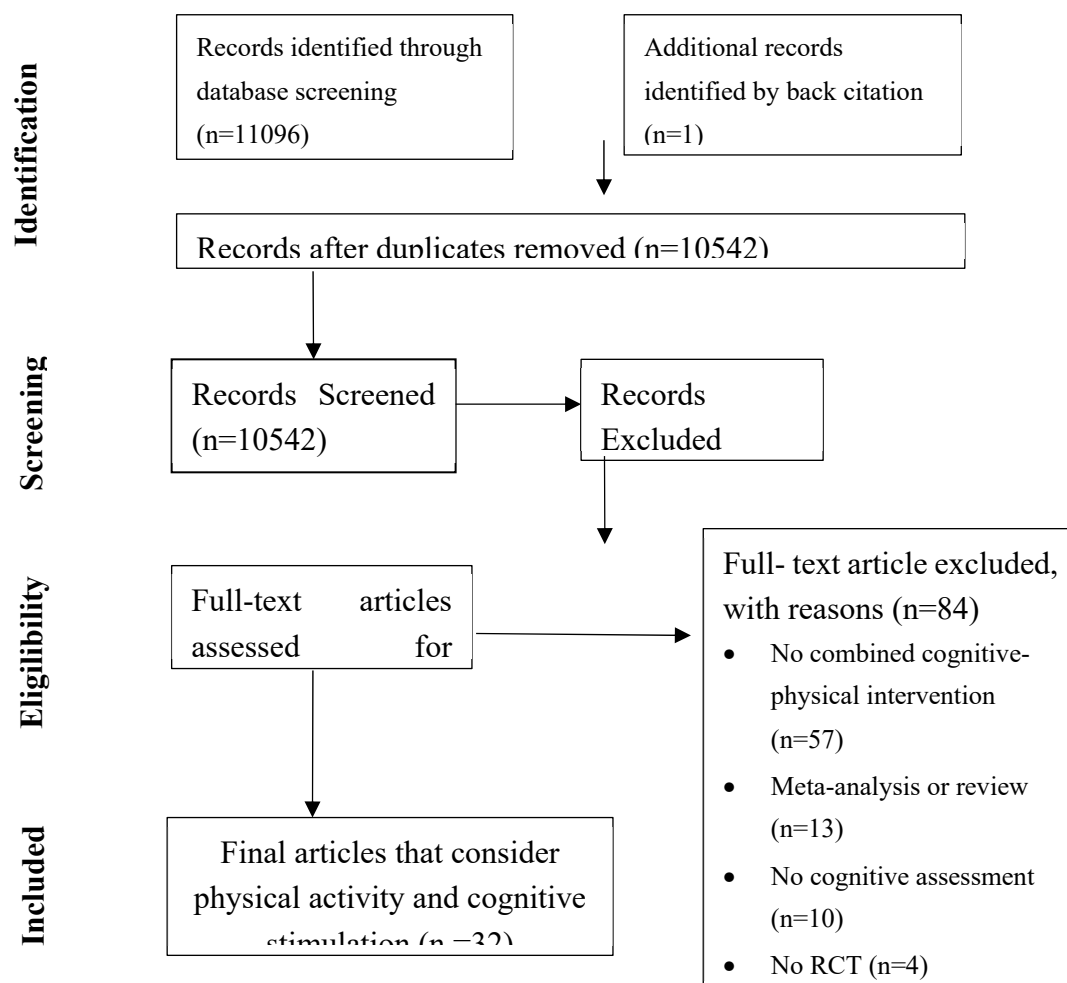 Identification
Records identified through
database screening
(n=11096)
Additional records
identified by back citation
(n=1)
Records after duplicates removed (n=10542)
Screening
Records Screened
(n=10542)
Records
Excluded
Eligibility
Full-text articles
assessed for
Full- text article excluded,
with reasons (n=84)
• No combined cognitive-
physical intervention
(n=57)
• Meta-analysis or review
(n=13)
• No cognitive assessment
(n=10)
• No RCT (n=4)
Included
Final articles that consider
physical activity and cognitive
stimulation (n =32)